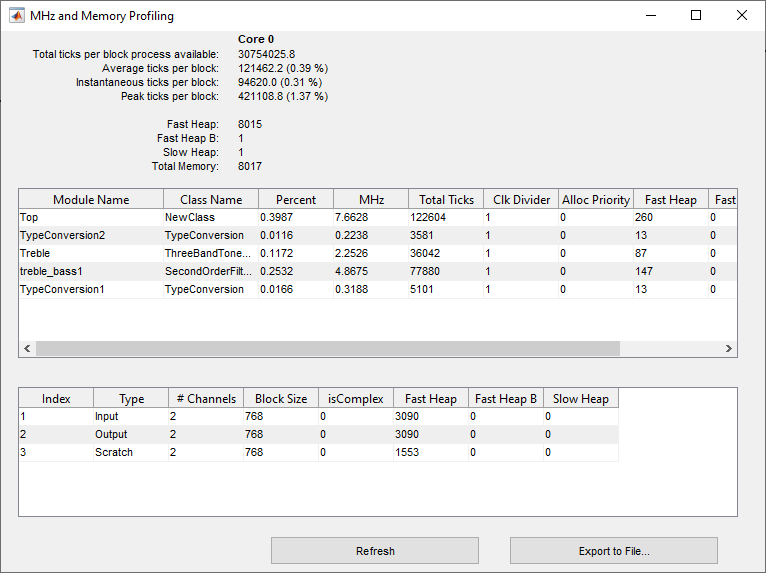 MHz and Memory Profiling
Core 0
Total ticks per block process available: 30754025.8
Average ticks per block: 121462.2 (0.39 %)
Instantaneous ticks per block: 94620.0 (0.31 %)
Peak ticks per block: 421108.8 (1.37 %)
Fast Heap: 8015
Fast Heap B: 1
Slow Heap: 1
Total Memory: 8017
Module Name Class Name Percent MHz Total Ticks Clk Divider Alloc Priority Fast Heap Fast
Top NewClass 0.3987 7.6628 122604 1 0 260 0
TypeConversion2 TypeConversion 0.0116 0.2238 3581 1 0 13 0
Treble ThreeBandTone... 0.1172 2.2526 36042 1 0 87 0
treble_bass1 SecondOrderFilt... 0.2532 4.8675 77880 1 0 147 0
TypeConversion1 TypeConversion 0.0166 0.3188 5101 1 0 13 0
Index Type # Channels Block Size isComplex Fast Heap Fast Heap B Slow Heap
1 Input 2 768 0 3090 0 0
2 Output 2 768 0 3090 0 0
3 Scratch 2 768 0 1553 0 0
Refresh Export to File...